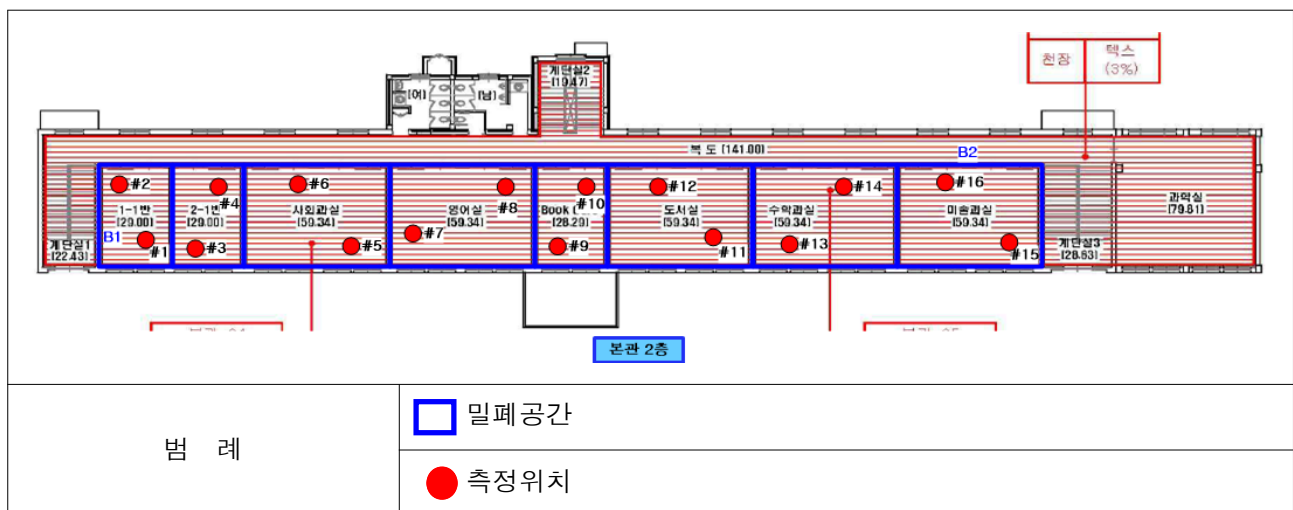 천장
텍스
(3%)
계단실2
[19.47]
[여]
[남]
복 도 [141.00]
B2
#2
#4
#6
#8
#10
#12
#14
#16
1-1반
[29.00]
2-1반
[29.00]
사회과실
[59.34]
영어실
[59.34]
Book
[28.29]
도서실
[59.34]
수학과실
[59.34]
미술과실
[59.34]
과학실
[79.81]
B1
계단실1
[22.43]
#1
#3
#5
#7
#9
#11
#13
#15
계단실3
[28.63]
본관 2층
범 례
밀폐공간
측정위치